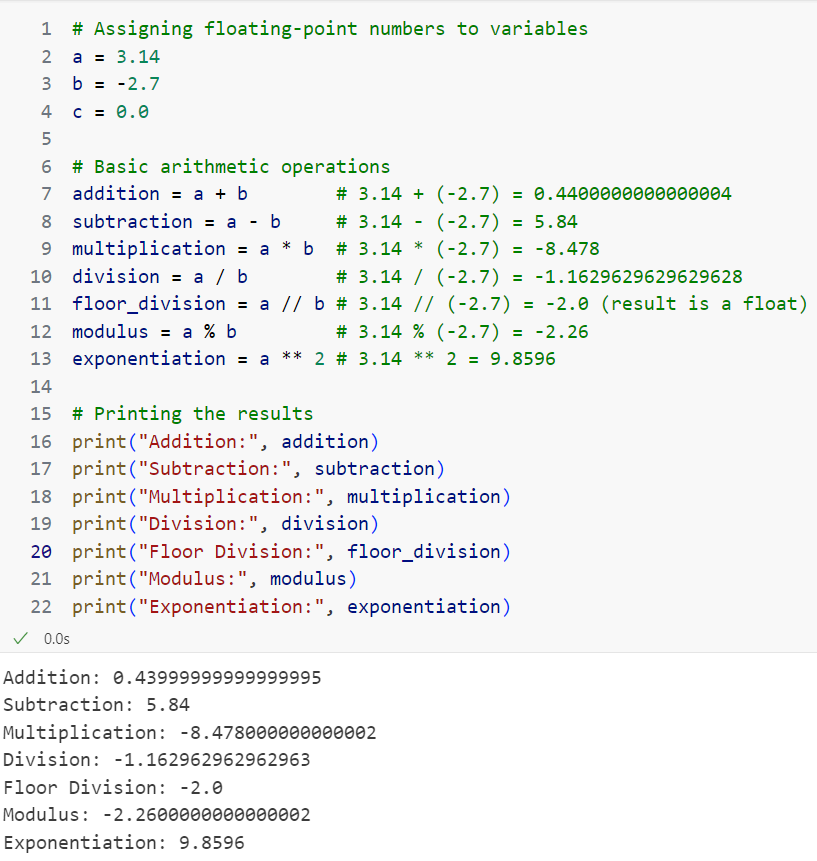 1 # Assigning floating-point numbers to variables
2 a = 3.14
3 b = -2.7
4 c = 0.0
5
6 # Basic arithmetic operations
7 addition = a + b        # 3.14 + (-2.7) = 0.4400000000000004
8 subtraction = a - b     # 3.14 - (-2.7) = 5.84
9 multiplication = a * b  # 3.14 * (-2.7) = -8.478
10 division = a / b        # 3.14 / (-2.7) = -1.1629629629629628
11 floor_division = a // b # 3.14 // (-2.7) = -2.0 (result is a float)
12 modulus = a % b         # 3.14 % (-2.7) = -2.26
13 exponentiation = a ** 2 # 3.14 ** 2 = 9.8596
14
15 # Printing the results
16 print("Addition:", addition)
17 print("Subtraction:", subtraction)
18 print("Multiplication:", multiplication)
19 print("Division:", division)
20 print("Floor Division:", floor_division)
21 print("Modulus:", modulus)
22 print("Exponentiation:", exponentiation)
0.0s
Addition: 0.43999999999999995
Subtraction: 5.84
Multiplication: -8.478000000000002
Division: -1.162962962962963
Floor Division: -2.0
Modulus: -2.2600000000000002
Exponentiation: 9.8596